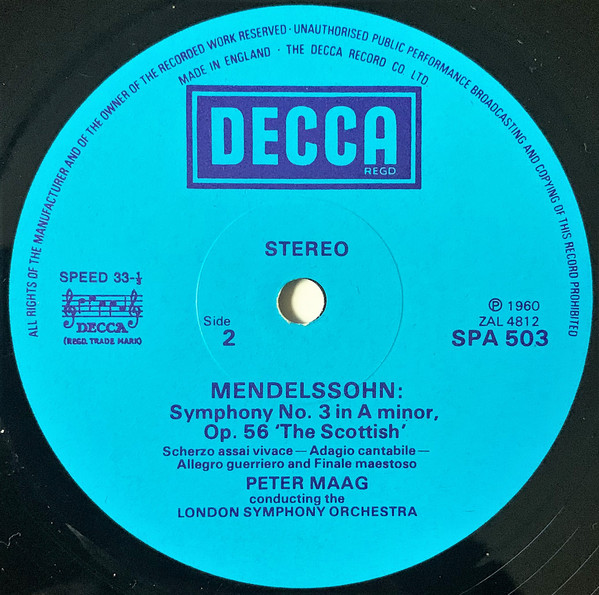 ALL RIGHTS OF THE MANUFACTURER AND OF THE OWNER OF THE RECORDED WORK RESERVED · UNAUTHORISED PUBLIC PERFORMANCE BROADCASTING AND COPYING OF THIS RECORD PROHIBITED
MADE IN ENGLAND · THE DECCA RECORD CO LTD
DECCA
REGD
STEREO
SPEED 33-⅓
DECCA
(REGD. TRADE MARK)
Side
2
℗ 1960
ZAL 4812
SPA 503
MENDELSSOHN:
Symphony No. 3 in A minor,
Op. 56 ‘The Scottish’
Scherzo assai vivace — Adagio cantabile —
Allegro guerriero and Finale maestoso
PETER MAAG
conducting the
LONDON SYMPHONY ORCHESTRA